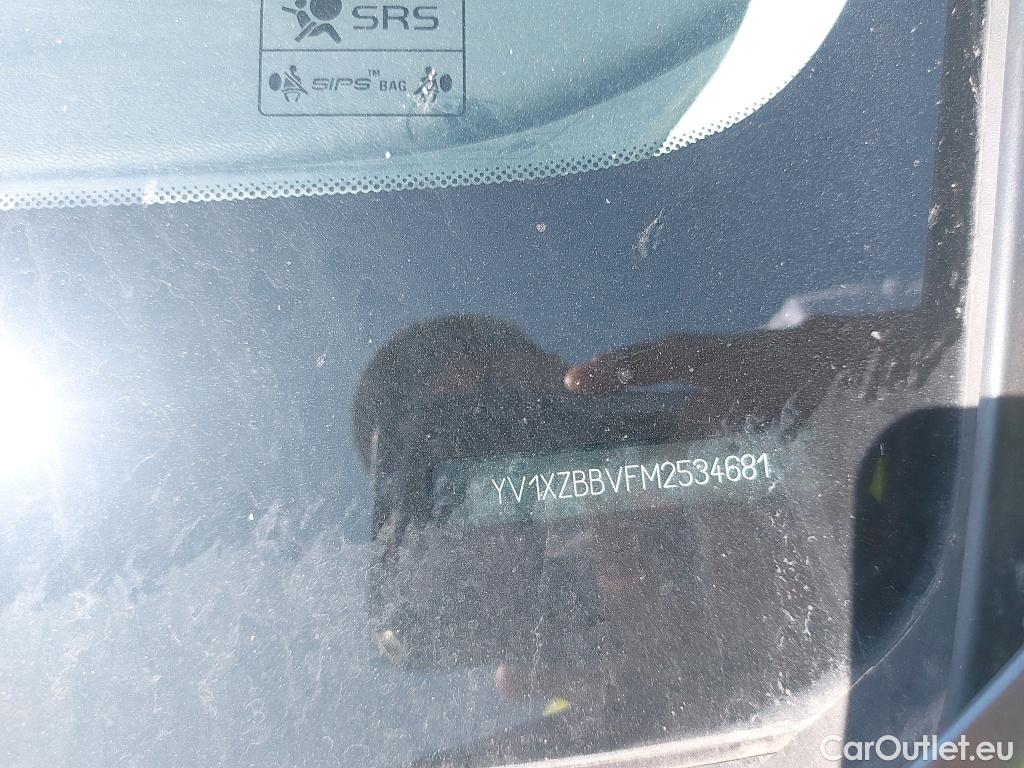 SRS
SIPS™ BAG
YV1XZBBVFM2534681
CarOutlet.eu